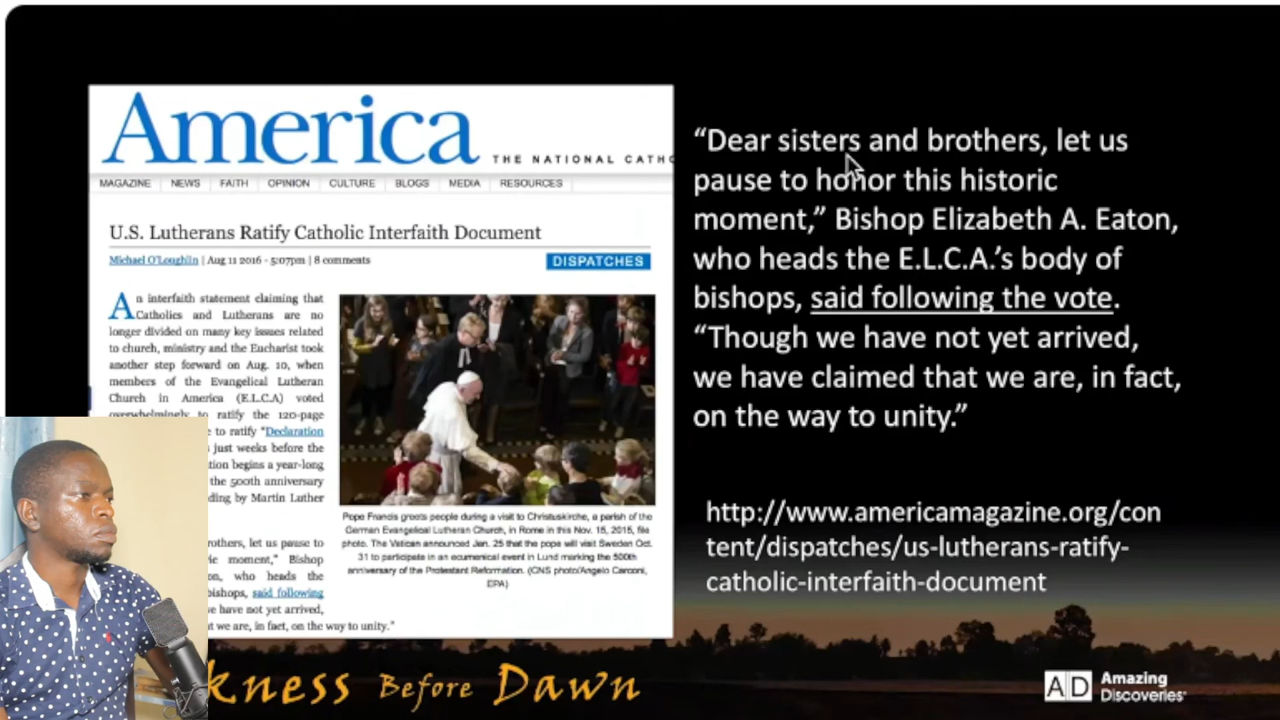 America
THE NATIONAL CATHO
MAGAZINE NEWS FAITH OPINION CULTURE BLOGS MEDIA RESOURCES
U.S. Lutherans Ratify Catholic Interfaith Document
Michael O'Loughlin | Aug 11 2016 - 5:07pm | 8 comments
DISPATCHES
An interfaith statement claiming that
Catholics and Lutherans are no
longer divided on many key issues related
to church, ministry and the Eucharist took
another step forward on Aug. 10, when
members of the Evangelical Lutheran
Church in America (E.L.C.A) voted
overwhelmingly to ratify the 120-page
e to ratify “Declaration
just weeks before the
tion begins a year-long
the 500th anniversary
ding by Martin Luther
rothers, let us pause to
ic moment,” Bishop
on, who heads the
bishops, said following
ve have not yet arrived,
t we are, in fact, on the way to unity.”
Pope Francis greets people during a visit to Christuskirche, a parish of the
German Evangelical Lutheran Church, in Rome in this Nov. 15, 2015, file
photo. The Vatican announced Jan. 25 that the pope will visit Sweden Oct.
31 to participate in an ecumenical event in Lund marking the 500th
anniversary of the Protestant Reformation. (CNS photo/Angelo Carconi,
EPA)
“Dear sisters and brothers, let us
pause to honor this historic
moment,” Bishop Elizabeth A. Eaton,
who heads the E.L.C.A.’s body of
bishops, said following the vote.
“Though we have not yet arrived,
we have claimed that we are, in fact,
on the way to unity.”
http://www.americamagazine.org/con
tent/dispatches/us-lutherans-ratify-
catholic-interfaith-document
kness Before Dawn
AD Amazing
Discoveries